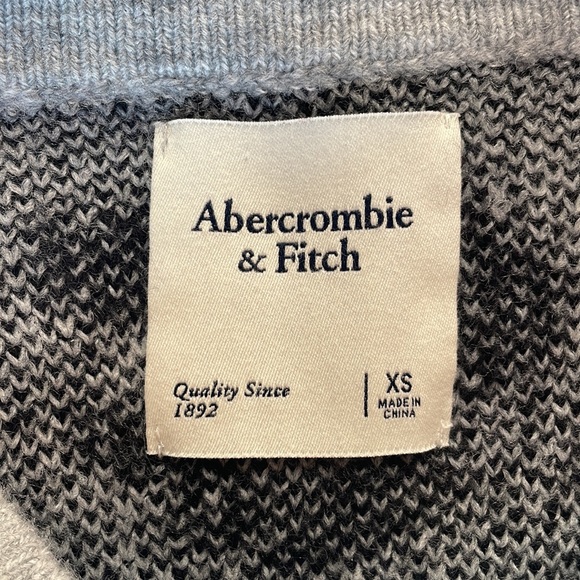 Abercrombie
& Fitch
Quality Since
1892
XS
MADE IN
CHINA